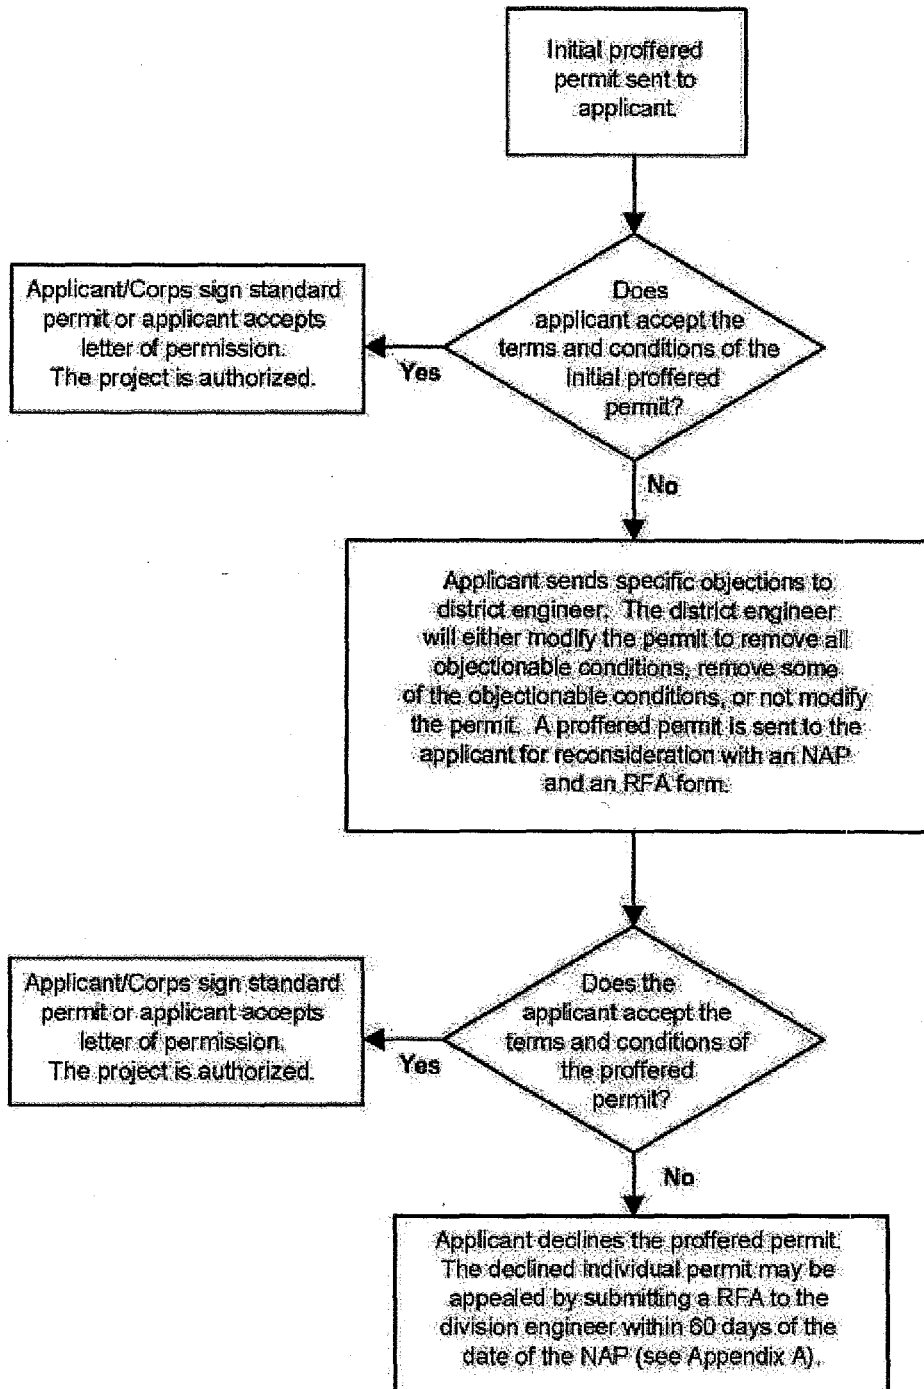 Initial proffered
permit sent to
applicant.
Does
applicant accept the
terms and conditions of the
initial proffered
permit?
Yes
Applicant/Corps sign standard
permit or applicant accepts
letter of permission.
The project is authorized.
No
Applicant sends specific objections to
district engineer. The district engineer
will either modify the permit to remove all
objectionable conditions, remove some
of the objectionable conditions, or not modify
the permit. A proffered permit is sent to the
applicant for reconsideration with an NAP
and an RFA form.
Does the
applicant accept the
terms and conditions of
the proffered
permit?
Yes
Applicant/Corps sign standard
permit or applicant accepts
letter of permission.
The project is authorized.
No
Applicant declines the proffered permit.
The declined individual permit may be
appealed by submitting a RFA to the
division engineer within 60 days of the
date of the NAP (see Appendix A).